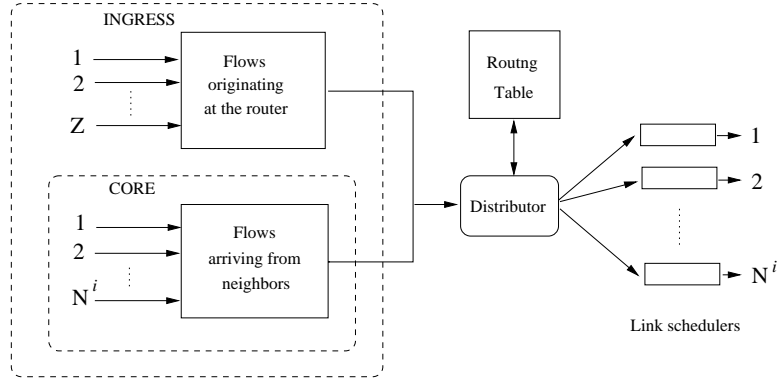 INGRESS
1
2
Z
Flows
originating
at the router
CORE
1
2
N^i
Flows
arriving from
neighbors
Routng
Table
Distributor
1
2
N^i
Link schedulers